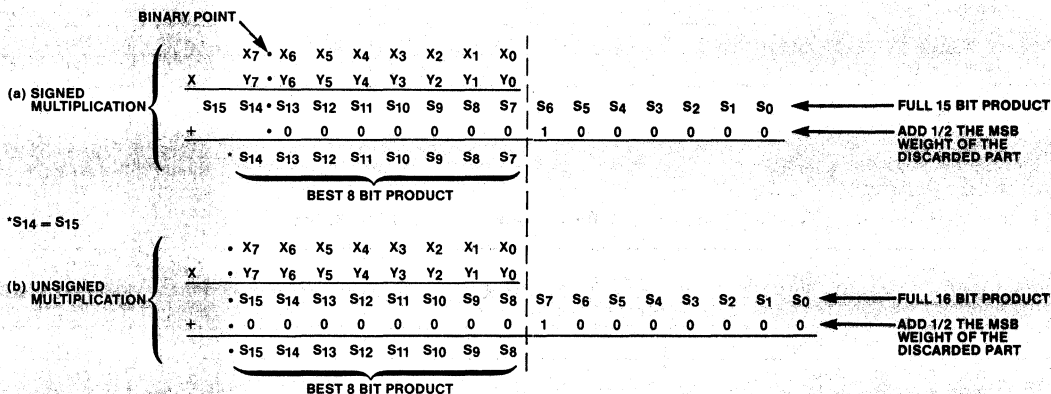 BINARY POINT
X7 • X6 X5 X4 X3 X2 X1 X0
X Y7 • Y6 Y5 Y4 Y3 Y2 Y1 Y0
(a) SIGNED
MULTIPLICATION
S15 S14 • S13 S12 S11 S10 S9 S8 S7 S6 S5 S4 S3 S2 S1 S0 FULL 15 BIT PRODUCT
+ • 0 0 0 0 0 0 0 1 0 0 0 0 0 0 ADD 1/2 THE MSB
WEIGHT OF THE
DISCARDED PART
* S14 S13 S12 S11 S10 S9 S8 S7
BEST 8 BIT PRODUCT
*S14 = S15
• X7 X6 X5 X4 X3 X2 X1 X0
X • Y7 Y6 Y5 Y4 Y3 Y2 Y1 Y0
(b) UNSIGNED
MULTIPLICATION
• S15 S14 S13 S12 S11 S10 S9 S8 S7 S6 S5 S4 S3 S2 S1 S0 FULL 16 BIT PRODUCT
+ • 0 0 0 0 0 0 0 0 1 0 0 0 0 0 0 0 ADD 1/2 THE MSB
WEIGHT OF THE
DISCARDED PART
• S15 S14 S13 S12 S11 S10 S9 S8
BEST 8 BIT PRODUCT